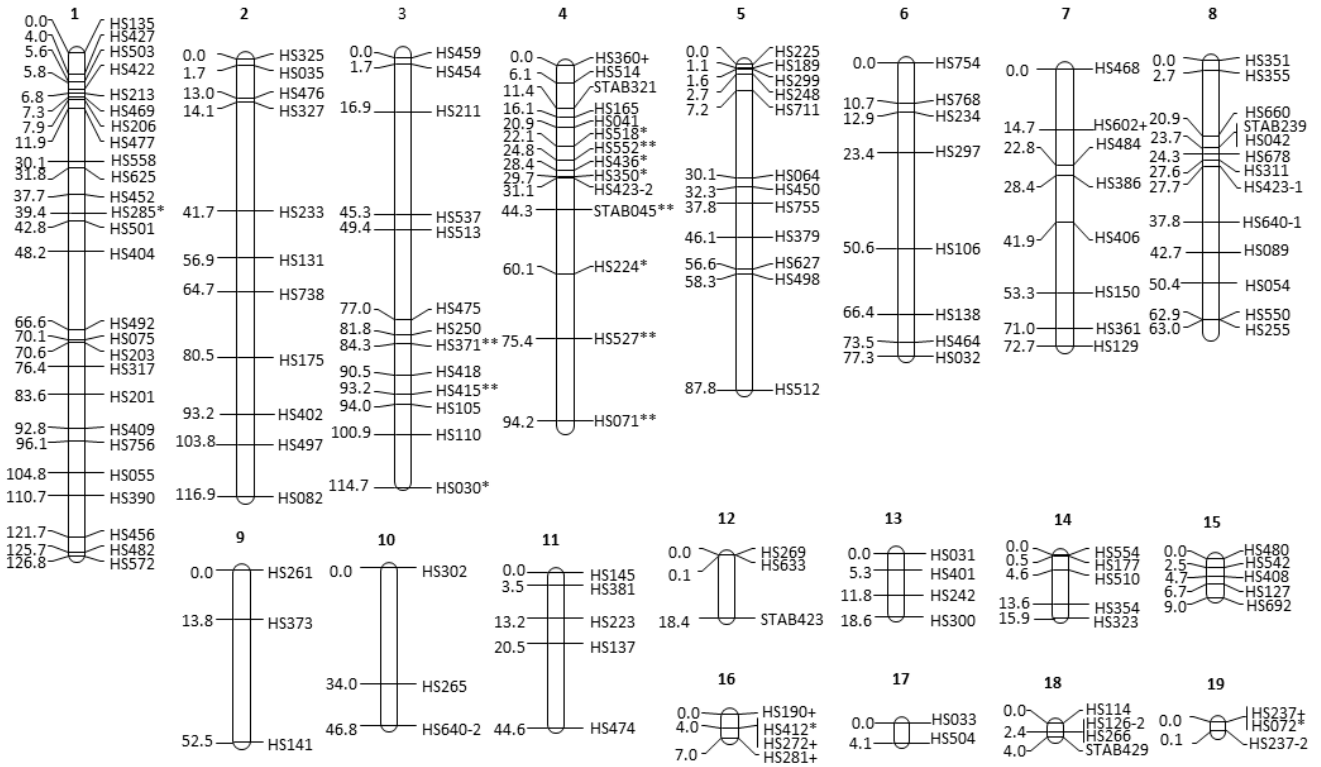 1
0.0 HS135
4.0 HS427
5.6 HS503
5.8 HS422
6.8 HS213
7.3 HS469
7.9 HS206
11.9 HS477
30.1 HS558
31.8 HS625
37.7 HS452
39.4 HS285*
42.8 HS501
48.2 HS404
66.6 HS492
70.1 HS075
70.6 HS203
76.4 HS317
83.6 HS201
92.8 HS409
96.1 HS756
104.8 HS055
110.7 HS390
121.7 HS456
125.7 HS482
126.8 HS572
2
0.0 HS325
1.7 HS035
13.0 HS476
14.1 HS327
41.7 HS233
56.9 HS131
64.7 HS738
80.5 HS175
93.2 HS402
103.8 HS497
116.9 HS082
3
0.0 HS459
1.7 HS454
16.9 HS211
45.3 HS537
49.4 HS513
77.0 HS475
81.8 HS250
84.3 HS371**
90.5 HS418
93.2 HS415**
94.0 HS105
100.9 HS110
114.7 HS030*
4
0.0 HS360+
6.1 HS514
11.4 STAB321
16.1 HS165
20.9 HS041
22.1 HS518*
24.8 HS552**
28.4 HS436*
29.7 HS350*
31.1 HS423-2
44.3 STAB045**
60.1 HS224*
75.4 HS527**
94.2 HS071**
5
0.0 HS225
1.1 HS189
1.6 HS299
2.7 HS248
7.2 HS711
30.1 HS064
32.3 HS450
37.8 HS755
46.1 HS379
56.6 HS627
58.3 HS498
87.8 HS512
6
0.0 HS754
10.7 HS768
12.9 HS234
23.4 HS297
50.6 HS106
66.4 HS138
73.5 HS464
77.3 HS032
7
0.0 HS468
14.7 HS602+
22.8 HS484
28.4 HS386
41.9 HS406
53.3 HS150
71.0 HS361
72.7 HS129
8
0.0 HS351
2.7 HS355
20.9 HS660
STAB239
23.7 HS042
24.3 HS678
27.6 HS311
27.7 HS423-1
37.8 HS640-1
42.7 HS089
50.4 HS054
62.9 HS550
63.0 HS255
9
0.0 HS261
13.8 HS373
52.5 HS141
10
0.0 HS302
34.0 HS265
46.8 HS640-2
11
0.0 HS145
3.5 HS381
13.2 HS223
20.5 HS137
44.6 HS474
12
0.0 HS269
0.1 HS633
18.4 STAB423
13
0.0 HS031
5.3 HS401
11.8 HS242
18.6 HS300
14
0.0 HS554
0.5 HS177
4.6 HS510
13.6 HS354
15.9 HS323
15
0.0 HS480
2.5 HS542
4.7 HS408
6.7 HS127
9.0 HS692
16
0.0 HS190+
4.0 HS412*
HS272+
7.0 HS281+
17
0.0 HS033
4.1 HS504
18
0.0 HS114
HS126-2
2.4 HS266
4.0 STAB429
19
HS237+
0.0 HS072*
0.1 HS237-2